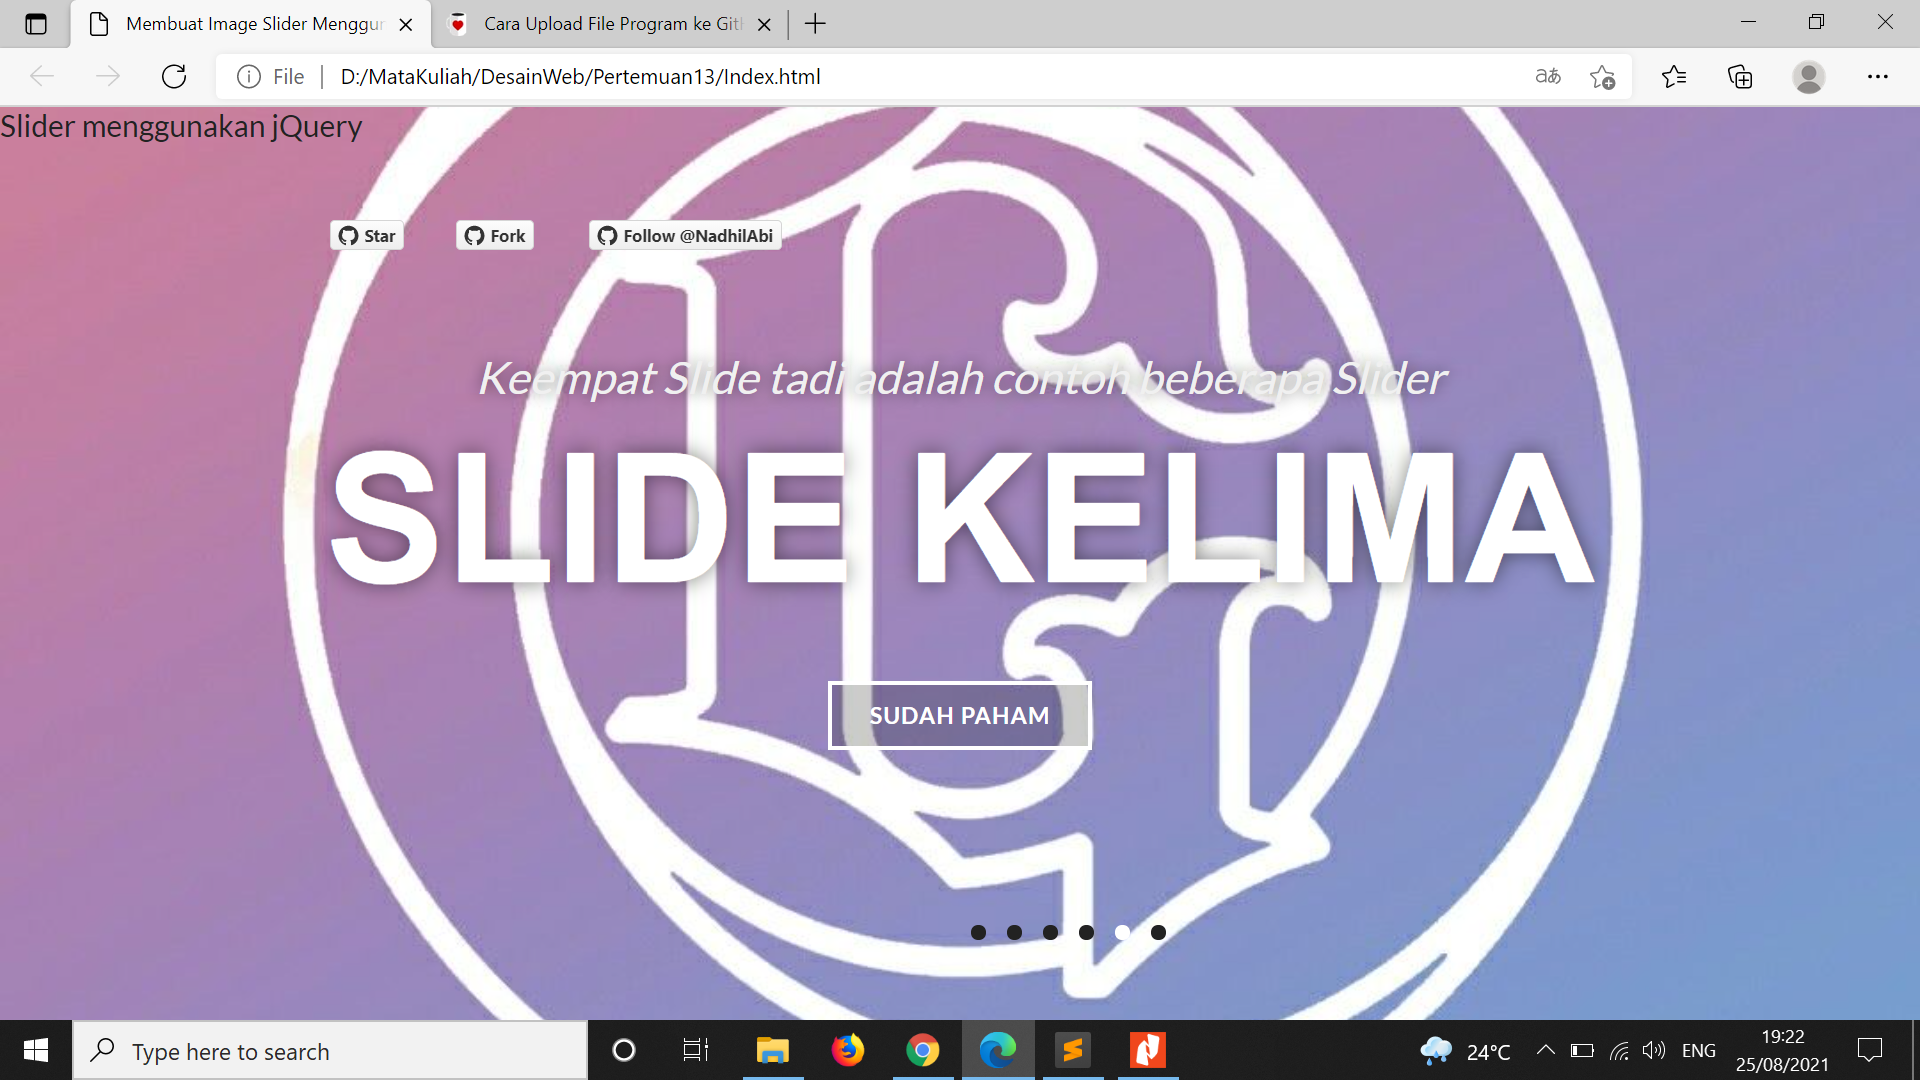 Membuat Image Slider Menggun
Cara Upload File Program ke Gith
File
D:/MataKuliah/DesainWeb/Pertemuan13/Index.html
Slider menggunakan jQuery
Star
Fork
Follow @NadhilAbi
Keempat Slide tadi adalah contoh beberapa Slider
SLIDE KELIMA
SUDAH PAHAM
Type here to search
24°C
ENG
19:22
25/08/2021